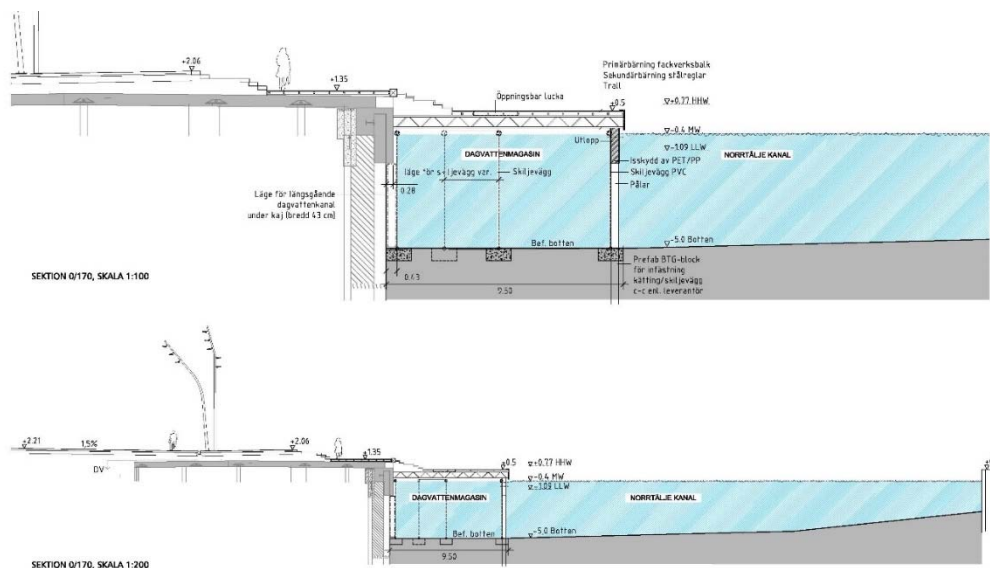 +2.06
+1.35
Öppningsbar lucka
Primärbärning fackverksbalk
Sekundärbärning stålreglar
Trall
+0.5
+0.77 HHW
-0.4 MW
-1.09 LLW
Utlopp
DAGVATTENMAGASIN
NORRTÄLJE KANAL
Isskydd av PET/PP
Skiljevägg PVC
Pålar
läge för skiljevägg var.
Skiljevägg
0.28
Läge för längsgående
dagvattenkanal
under kaj (bredd 43 cm)
Bef. botten
-5.0 Botten
Prefab BTG-block
för infästning
kätting/skiljevägg
c-c enl. leverantör
0.43
9.50
SEKTION 0/170, SKALA 1:100
+2.21
1,5%
+2.06
+1.35
DV
+0.5
+0.77 HHW
-0.4 MW
-1.09 LLW
DAGVATTENMAGASIN
NORRTÄLJE KANAL
Bef. botten
-5.0 Botten
9.50
SEKTION 0/170, SKALA 1:200